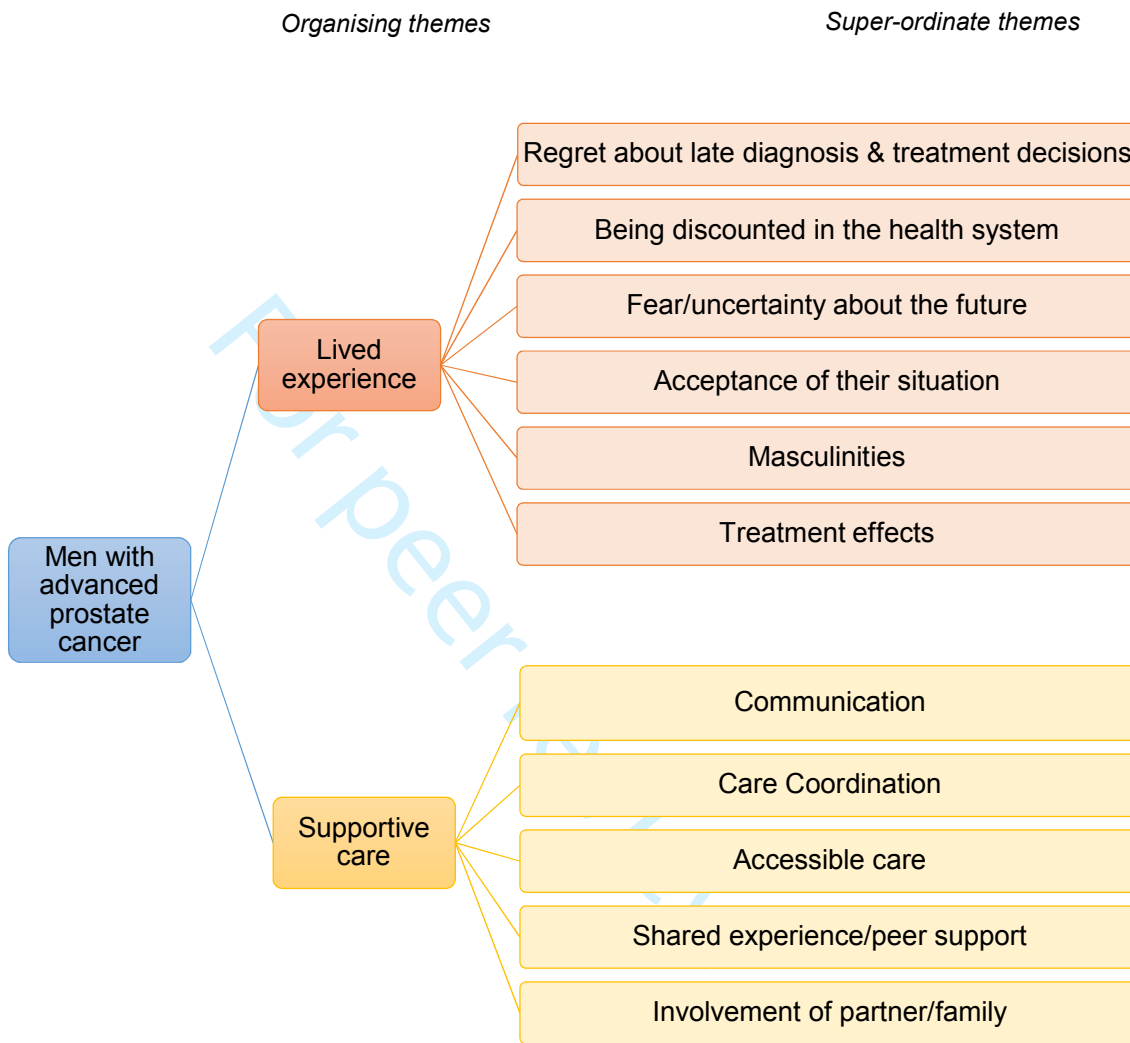 Organising themes
Super-ordinate themes
Regret about late diagnosis & treatment decisions
Being discounted in the health system
Fear/uncertainty about the future
Lived
experience
Acceptance of their situation
Masculinities
Treatment effects
Men with
advanced
prostate
cancer
Communication
Care Coordination
Supportive
care
Accessible care
Shared experience/peer support
Involvement of partner/family
For peer